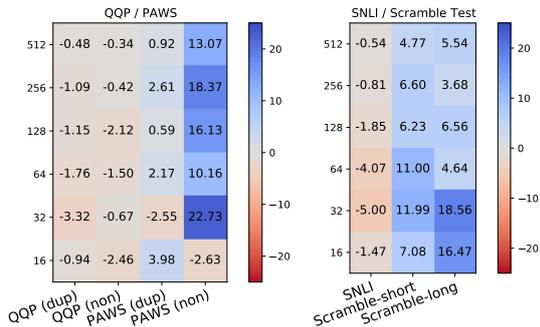 QQP / PAWS
512 -0.48 -0.34 0.92 13.07
256 -1.09 -0.42 2.61 18.37
128 -1.15 -2.12 0.59 16.13
64 -1.76 -1.50 2.17 10.16
32 -3.32 -0.67 -2.55 22.73
16 -0.94 -2.46 3.98 -2.63
QQP (dup) QQP (non) PAWS (dup) PAWS (non)
20
10
0
−10
−20
SNLI / Scramble Test
512 -0.54 4.77 5.54
256 -0.81 6.60 3.68
128 -1.85 6.23 6.56
64 -4.07 11.00 4.64
32 -5.00 11.99 18.56
16 -1.47 7.08 16.47
SNLI Scramble-short Scramble-long
20
10
0
−10
−20